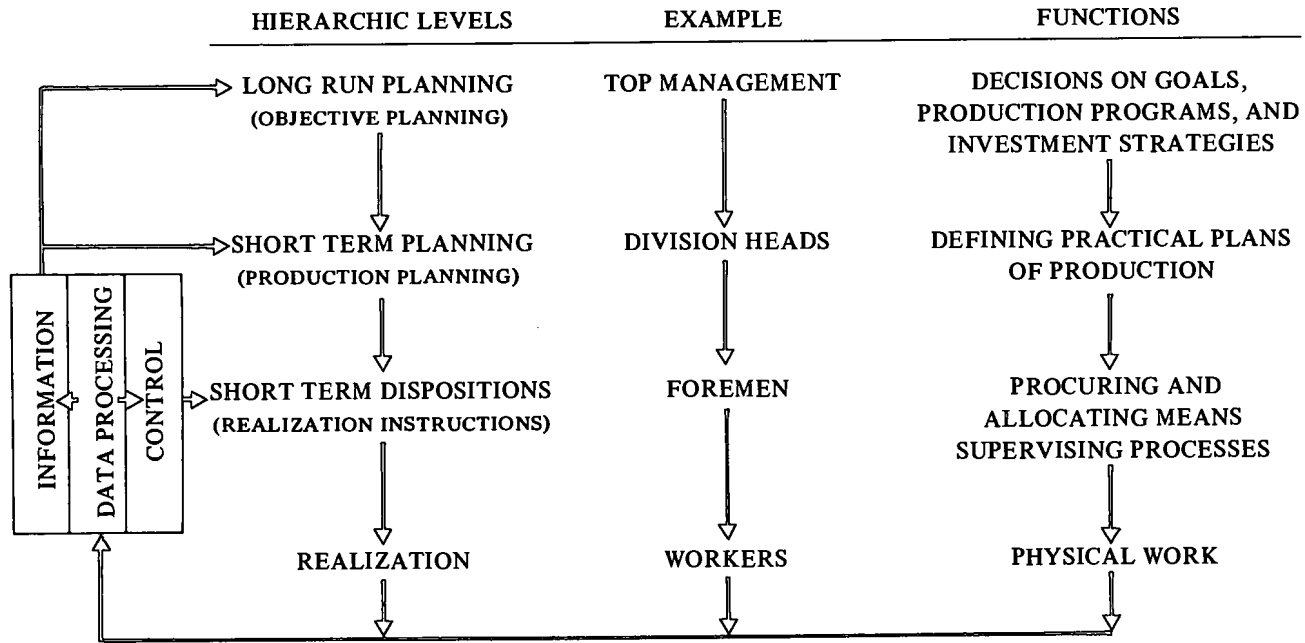 HIERARCHIC LEVELS
EXAMPLE
FUNCTIONS
LONG RUN PLANNING
(OBJECTIVE PLANNING)
TOP MANAGEMENT
DECISIONS ON GOALS,
PRODUCTION PROGRAMS, AND
INVESTMENT STRATEGIES
SHORT TERM PLANNING
(PRODUCTION PLANNING)
DIVISION HEADS
DEFINING PRACTICAL PLANS
OF PRODUCTION
INFORMATION
DATA PROCESSING
CONTROL
SHORT TERM DISPOSITIONS
(REALIZATION INSTRUCTIONS)
FOREMEN
PROCURING AND
ALLOCATING MEANS
SUPERVISING PROCESSES
REALIZATION
WORKERS
PHYSICAL WORK